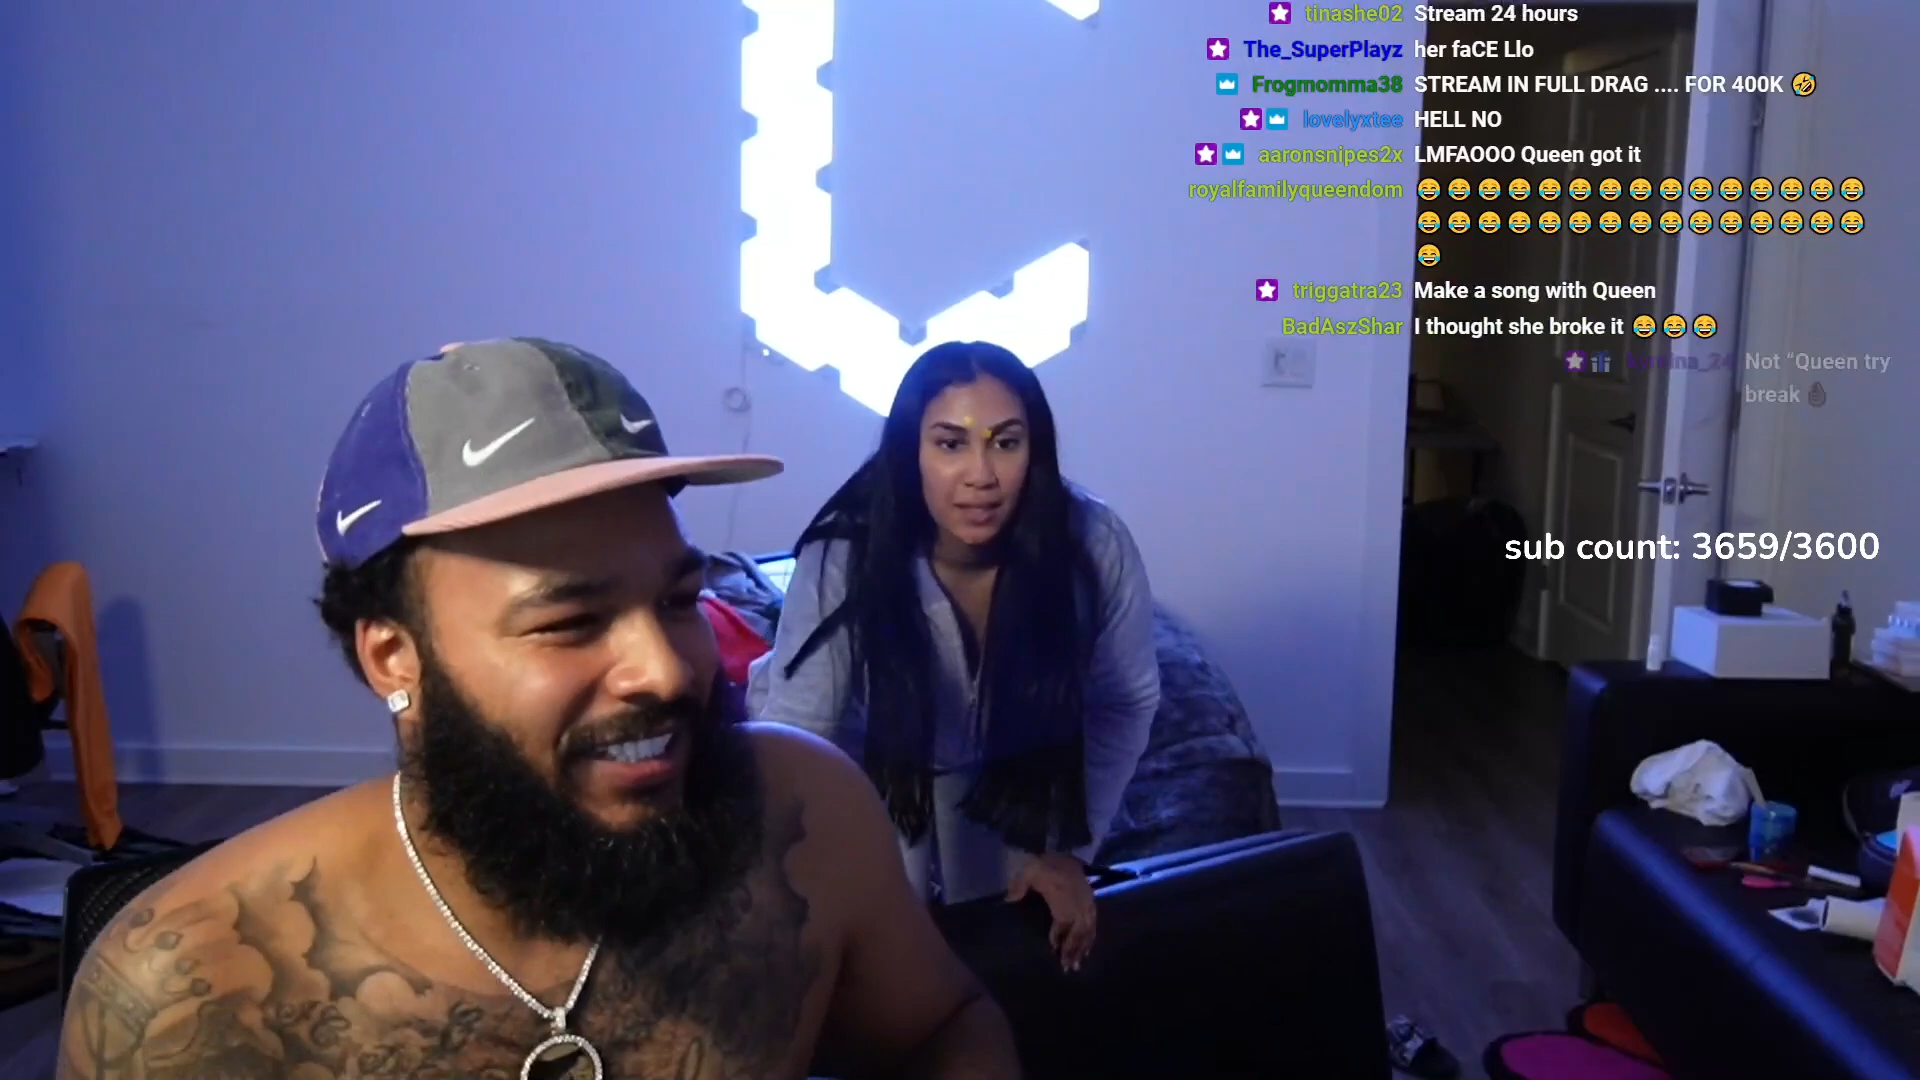 tinashe02 Stream 24 hours
The_SuperPlayz her faCE Llo
Frogmomma38 STREAM IN FULL DRAG .... FOR 400K 🤣
lovelyxtee HELL NO
aaronsnipes2x LMFAOOO Queen got it
royalfamilyqueendom 😂😂😂😂😂😂😂😂😂😂😂😂😂😂😂
😂😂😂😂😂😂😂😂😂😂😂😂😂😂😂
😂
triggatra23 Make a song with Queen
BadAszShar I thought she broke it 😂😂😂
Not “Queen try
break
sub count: 3659/3600